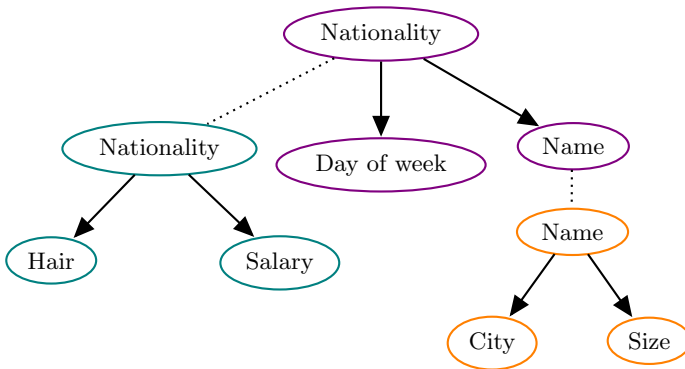 Nationality
Nationality
Day of week
Name
Hair
Salary
Name
City
Size